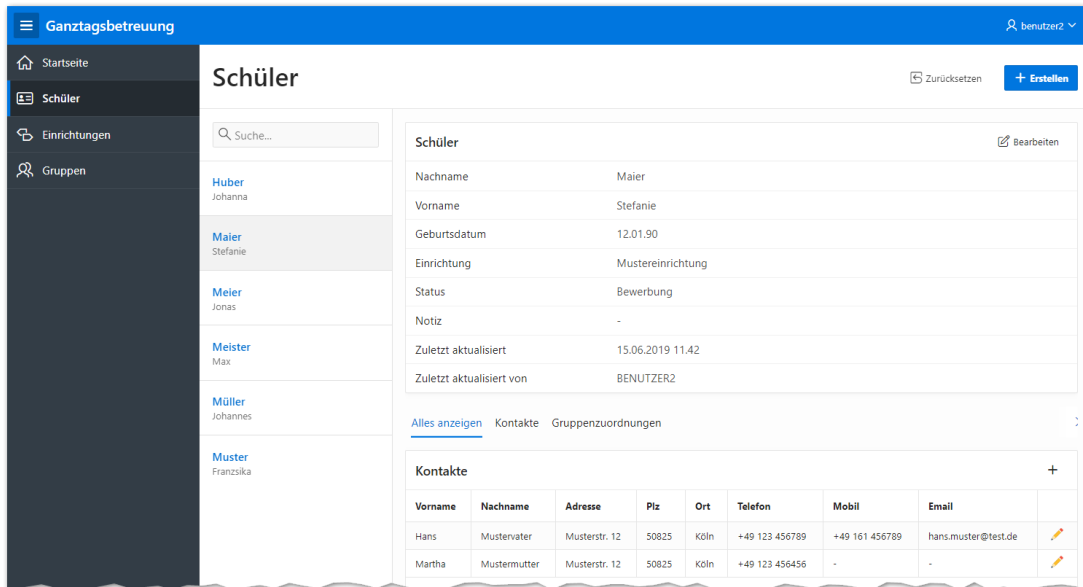 Ganztagsbetreuung
benutzer2
Startseite
Schüler
Einrichtungen
Gruppen
Schüler
Zurücksetzen
Erstellen
Suche...
Huber
Johanna
Maier
Stefanie
Meier
Jonas
Meister
Max
Müller
Johannes
Muster
Franzsika
Schüler
Bearbeiten
Nachname Maier
Vorname Stefanie
Geburtsdatum 12.01.90
Einrichtung Mustereinrichtung
Status Bewerbung
Notiz -
Zuletzt aktualisiert 15.06.2019 11.42
Zuletzt aktualisiert von BENUTZER2
Alles anzeigen Kontakte Gruppenzuordnungen
Kontakte
Vorname Nachname Adresse Plz Ort Telefon Mobil Email
Hans Mustervater Musterstr. 12 50825 Köln +49 123 456789 +49 161 456789 hans.muster@test.de
Martha Mustermutter Musterstr. 12 50825 Köln +49 123 456456 - -